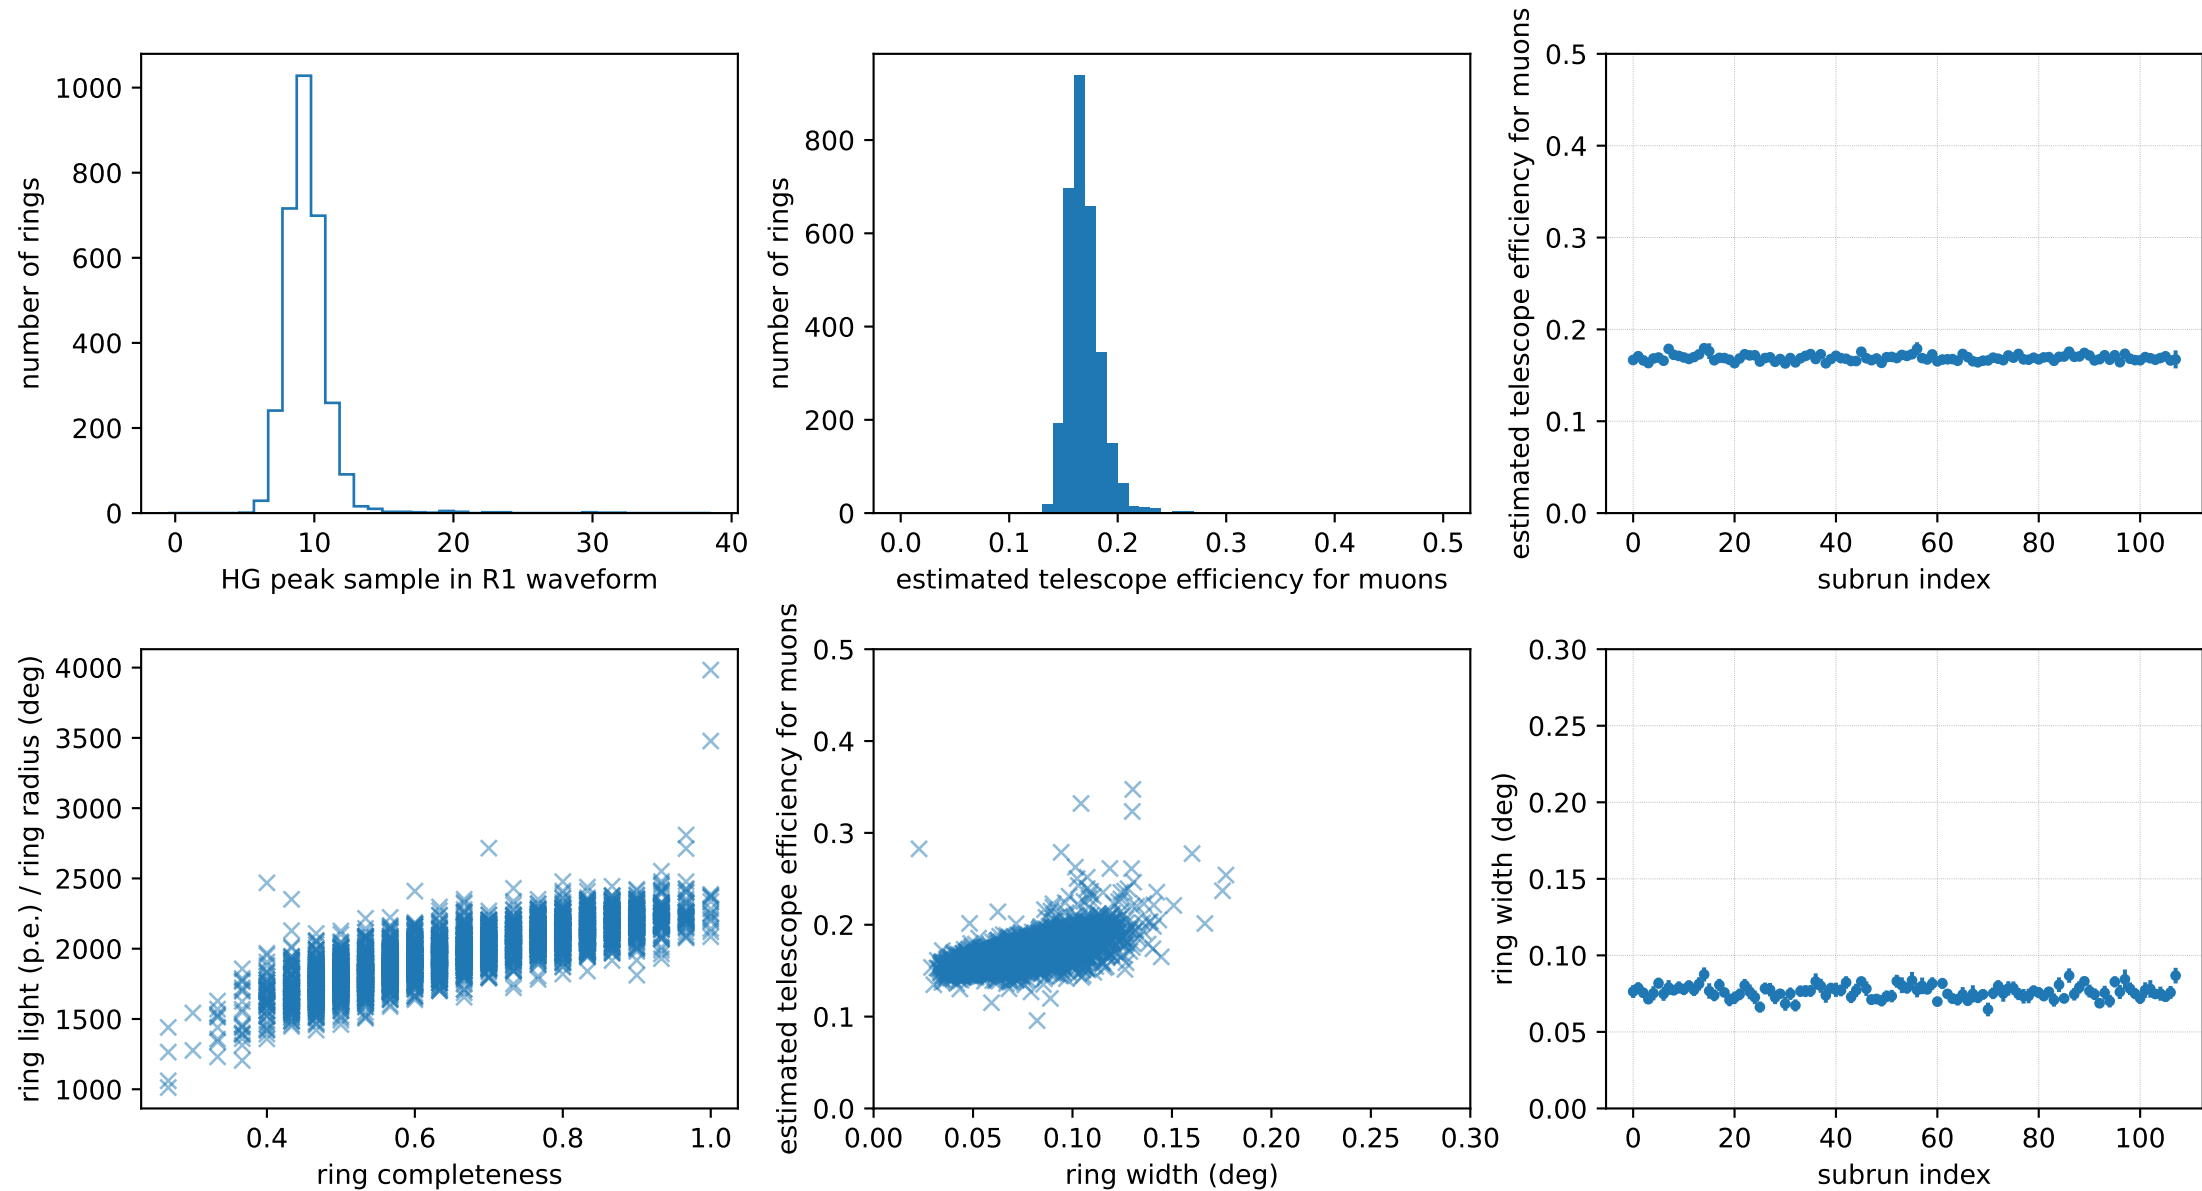 number of rings
1000
800
600
400
200
0
0 10 20 30 40
HG peak sample in R1 waveform
number of rings
800
600
400
200
0
0.0 0.1 0.2 0.3 0.4 0.5
estimated telescope efficiency for muons
estimated telescope efficiency for muons
0.5
0.4
0.3
0.2
0.1
0.0
0 20 40 60 80 100
subrun index
ring light (p.e.) / ring radius (deg)
4000
3500
3000
2500
2000
1500
1000
0.4 0.6 0.8 1.0
ring completeness
estimated telescope efficiency for muons
0.5
0.4
0.3
0.2
0.1
0.0
0.00 0.05 0.10 0.15 0.20 0.25 0.30
ring width (deg)
ring width (deg)
0.30
0.25
0.20
0.15
0.10
0.05
0.00
0 20 40 60 80 100
subrun index